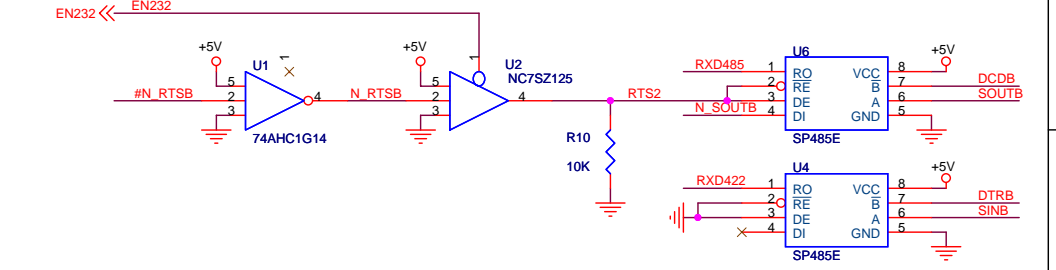 EN232
EN232
+5V
U1
1
5
#N_RTSB
2
4
3
74AHC1G14
N_RTSB
+5V
1
U2
NC7SZ125
5
2
4
3
RTS2
R10
10K
U6
+5V
RXD485
1
RO
VCC
8
2
RE
B
7
DCDB
3
DE
A
6
SOUTB
N_SOUTB
4
DI
GND
5
SP485E
U4
+5V
RXD422
1
RO
VCC
8
2
RE
B
7
DTRB
3
DE
A
6
SINB
4
DI
GND
5
SP485E